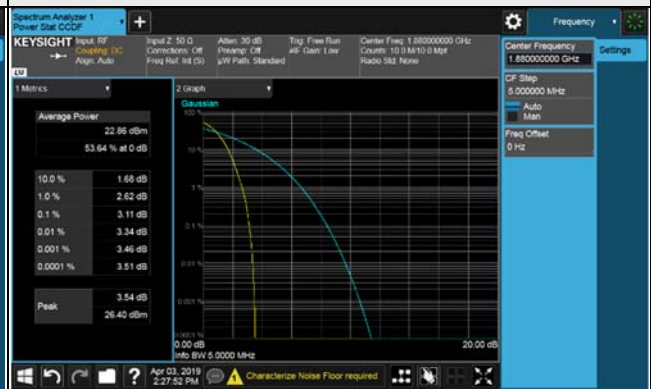 Spectrum Analyzer 1
Power Stat CCDF
Frequency
KEYSIGHT
Input: RF
Coupling: DC
Align: Auto
Input Z: 50 Ω
Corrections: Off
Freq Ref: Int (S)
Atten: 30 dB
Preamp: Off
µW Path: Standard
Trig: Free Run
#IF Gain: Low
Center Freq: 1.880000000 GHz
Counts: 10.0 M/10.0 Mpt
Radio Std: None
Center Frequency
1.880000000 GHz
Settings
CF Step
5.000000 MHz
Auto
Man
Freq Offset
0 Hz
1 Metrics
2 Graph
Gaussian
Average Power
22.86 dBm
53.64 % at 0 dB
10.0 % 1.68 dB
1.0 % 2.62 dB
0.1 % 3.11 dB
0.01 % 3.34 dB
0.001 % 3.46 dB
0.0001 % 3.51 dB
Peak 3.54 dB
26.40 dBm
100 %
10 %
1 %
0.1 %
0.01 %
0.001 %
0.0001 %
0.00 dB
20.00 dB
Info BW 5.0000 MHz
Apr 03, 2019
2:27:52 PM
Characterize Noise Floor required